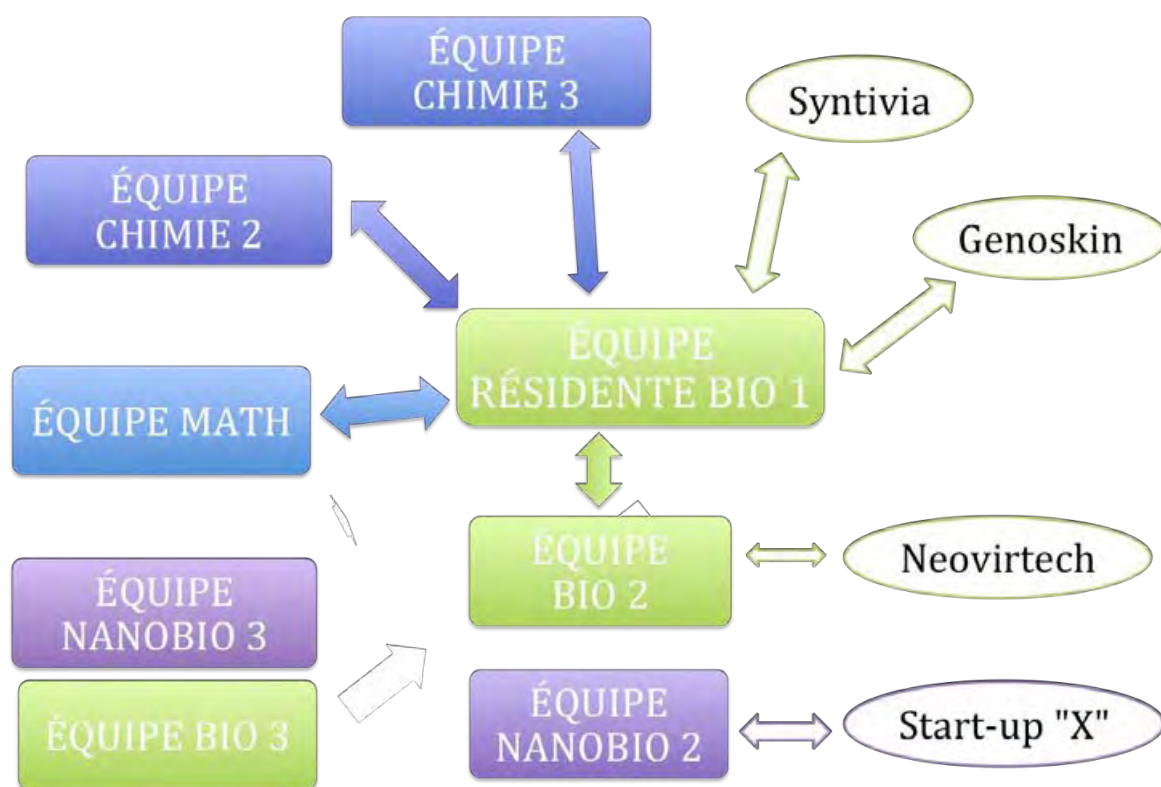 ÉQUIPE
CHIMIE 3
Syntivia
ÉQUIPE
CHIMIE 2
Genoskin
ÉQUIPE
RÉSIDENTE BIO 1
ÉQUIPE MATH
ÉQUIPE
BIO 2
Neovirtech
ÉQUIPE
NANOBIO 3
ÉQUIPE BIO 3
ÉQUIPE
NANOBIO 2
Start-up "X"